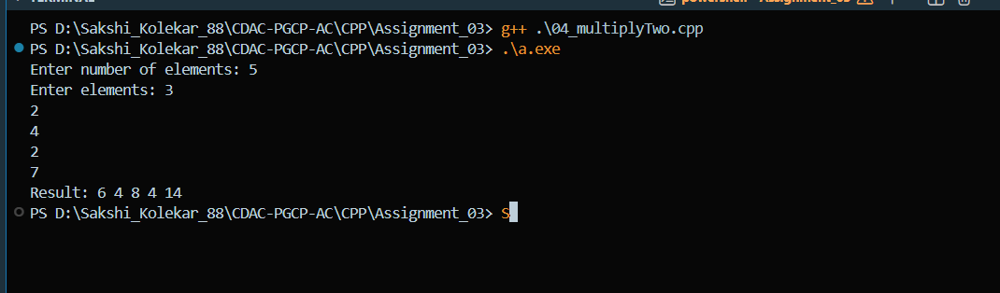 PS D:\Sakshi_Kolekar_88\CDAC-PGCP-AC\CPP\Assignment_03> g++ .\04_multiplyTwo.cpp
PS D:\Sakshi_Kolekar_88\CDAC-PGCP-AC\CPP\Assignment_03> .\a.exe
Enter number of elements: 5
Enter elements: 3
2
4
2
7
Result: 6 4 8 4 14
PS D:\Sakshi_Kolekar_88\CDAC-PGCP-AC\CPP\Assignment_03> S